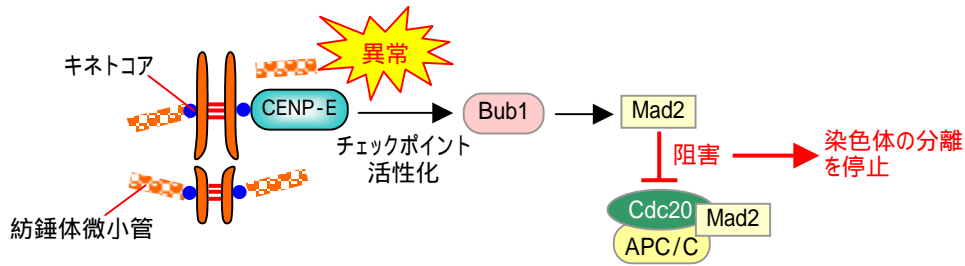 異常
キネトコア
CENP-E
Bub1
Mad2
チェックポイント
活性化
阻害
染色体の分離
を停止
紡錘体微小管
Cdc20
Mad2
APC/C